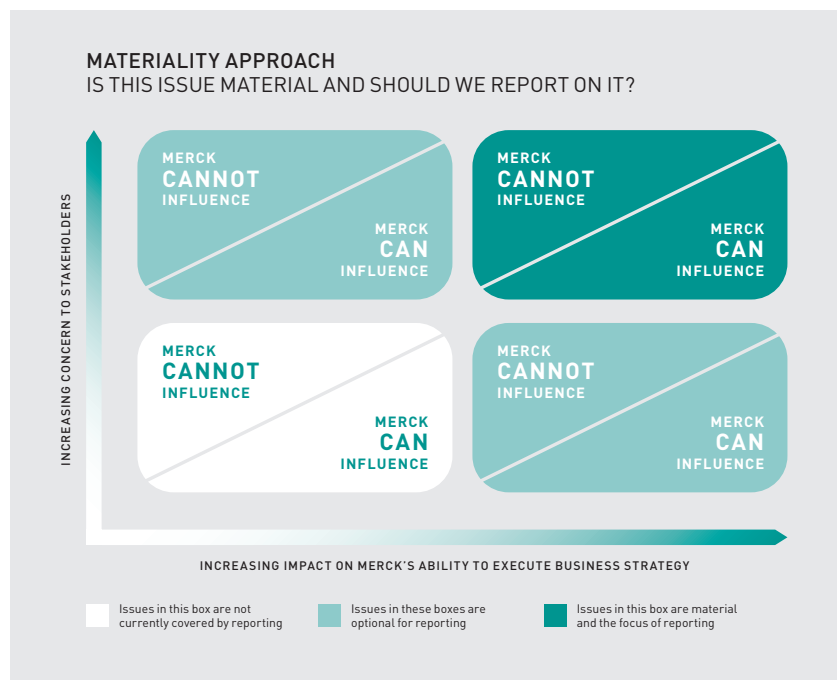 MATERIALITY APPROACH
IS THIS ISSUE MATERIAL AND SHOULD WE REPORT ON IT?
INCREASING CONCERN TO STAKEHOLDERS
MERCK
CANNOT
INFLUENCE
MERCK
CAN
INFLUENCE
MERCK
CANNOT
INFLUENCE
MERCK
CAN
INFLUENCE
MERCK
CANNOT
INFLUENCE
MERCK
CAN
INFLUENCE
MERCK
CANNOT
INFLUENCE
MERCK
CAN
INFLUENCE
INCREASING IMPACT ON MERCK'S ABILITY TO EXECUTE BUSINESS STRATEGY
Issues in this box are not
currently covered by reporting
Issues in these boxes are
optional for reporting
Issues in this box are material
and the focus of reporting